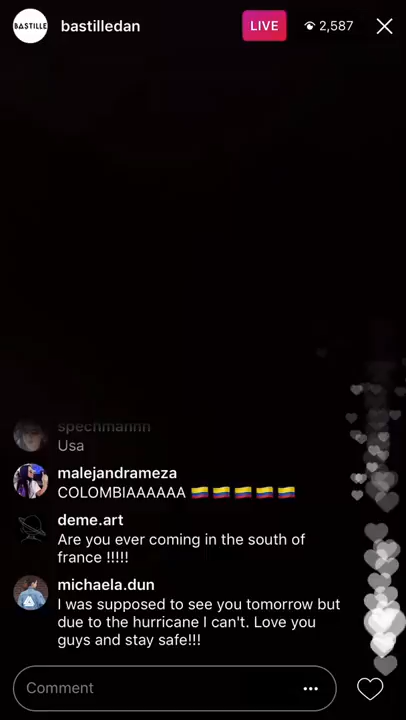 BASTILLE
bastilledan
LIVE
2,587
spechmannn
Usa
malejandrameza
COLOMBIAAAAAA 🇨🇴🇨🇴🇨🇴🇨🇴🇨🇴
deme.art
Are you ever coming in the south of
france !!!!!
michaela.dun
I was supposed to see you tomorrow but
due to the hurricane I can't. Love you
guys and stay safe!!!
Comment